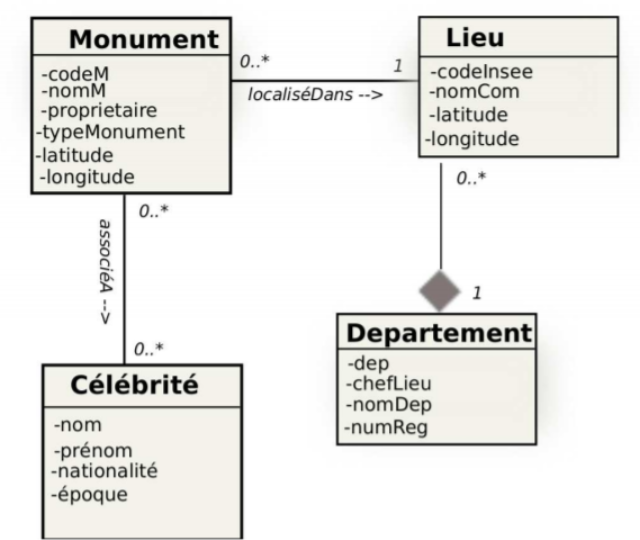 Monument
-codeM
-nomM
-proprietaire
-typeMonument
-latitude
-longitude
0..*
1
localiséDans -->
Lieu
-codeInsee
-nomCom
-latitude
-longitude
0..*
associéA -->
0..*
0..*
1
Departement
-dep
-chefLieu
-nomDep
-numReg
Célébrité
-nom
-prénom
-nationalité
-époque